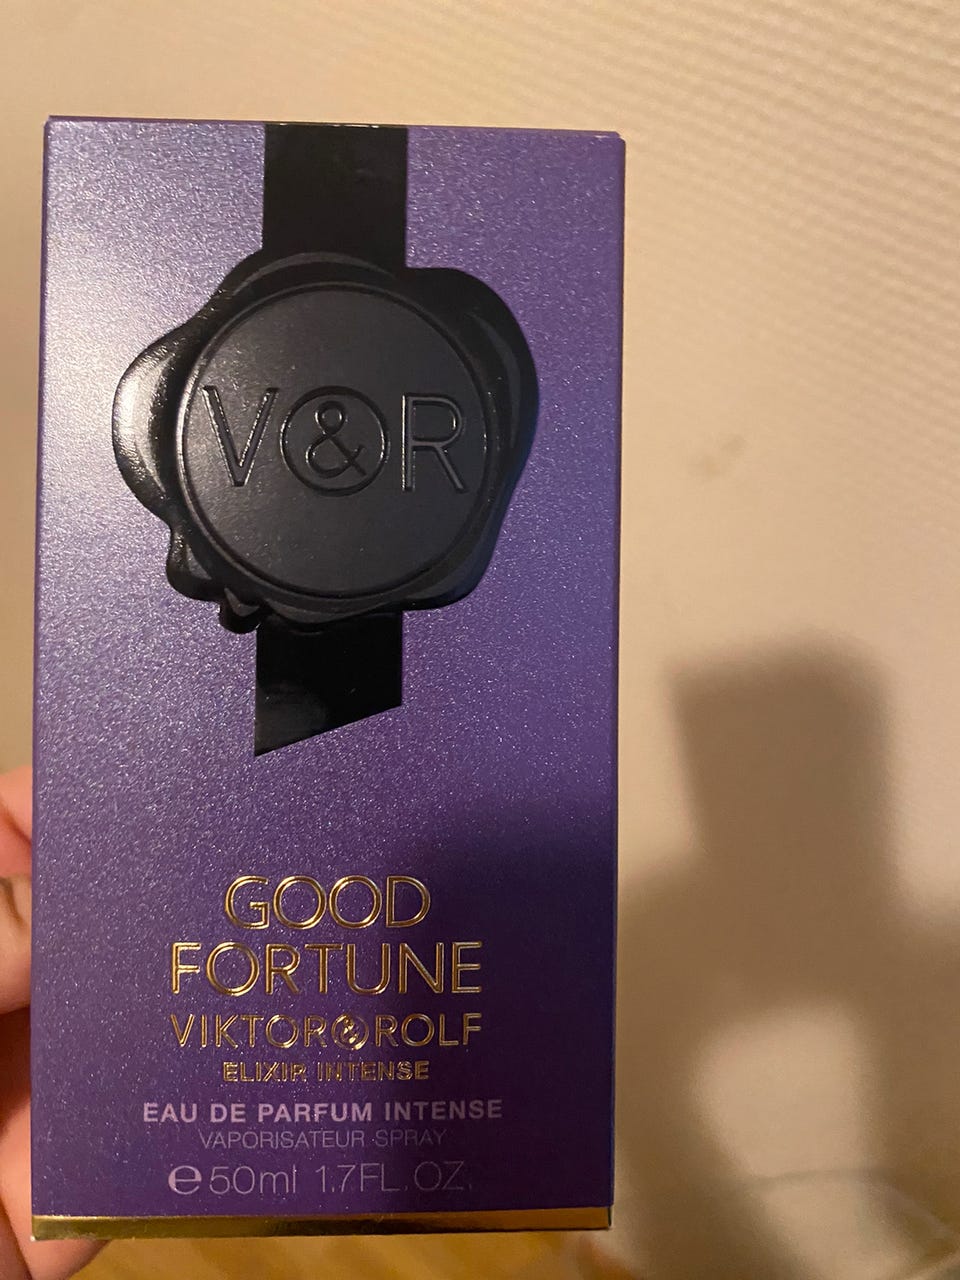 V&R
GOOD
FORTUNE
VIKTOR&ROLF
ELIXIR INTENSE
EAU DE PARFUM INTENSE
VAPORISATEUR SPRAY
℮50ml 1.7FL.OZ.